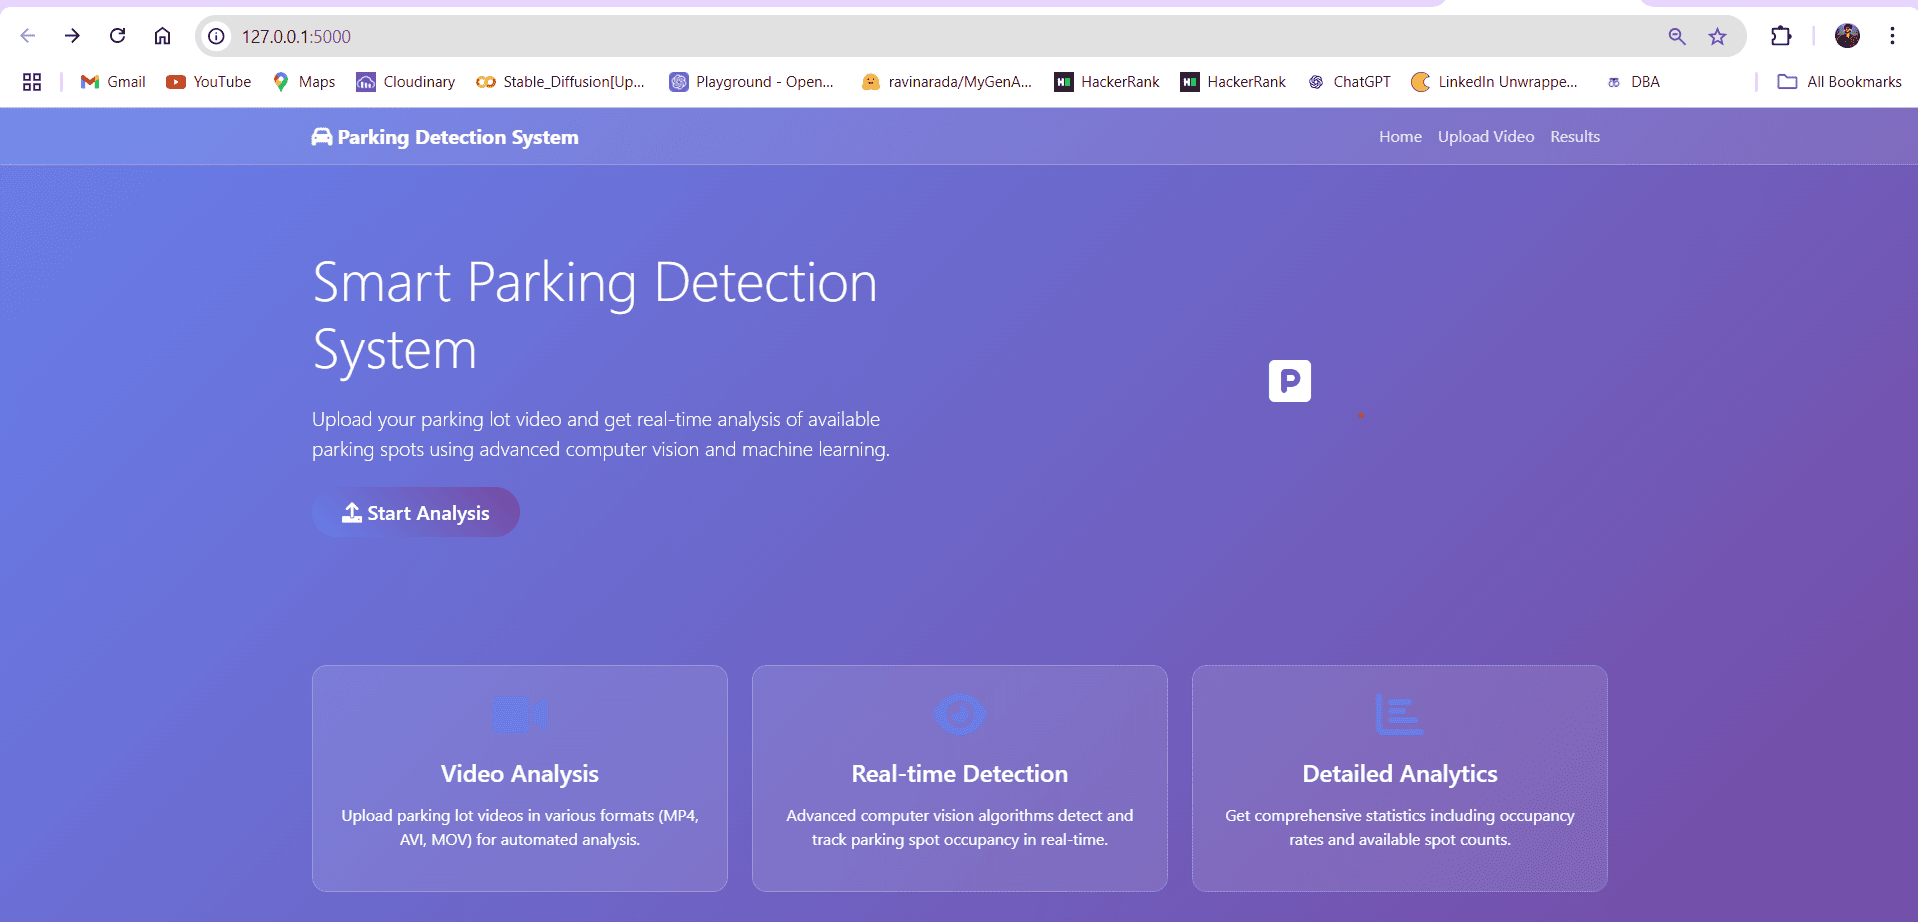 127.0.0.1:5000
Gmail YouTube Maps Cloudinary Stable_Diffusion[Up... Playground - Open... ravinarada/MyGenA... HackerRank HackerRank ChatGPT LinkedIn Unwrappe... DBA All Bookmarks
Parking Detection System Home Upload Video Results
Smart Parking Detection
System
P
Upload your parking lot video and get real-time analysis of available
parking spots using advanced computer vision and machine learning.
Start Analysis
Video Analysis
Upload parking lot videos in various formats (MP4,
AVI, MOV) for automated analysis.
Real-time Detection
Advanced computer vision algorithms detect and
track parking spot occupancy in real-time.
Detailed Analytics
Get comprehensive statistics including occupancy
rates and available spot counts.